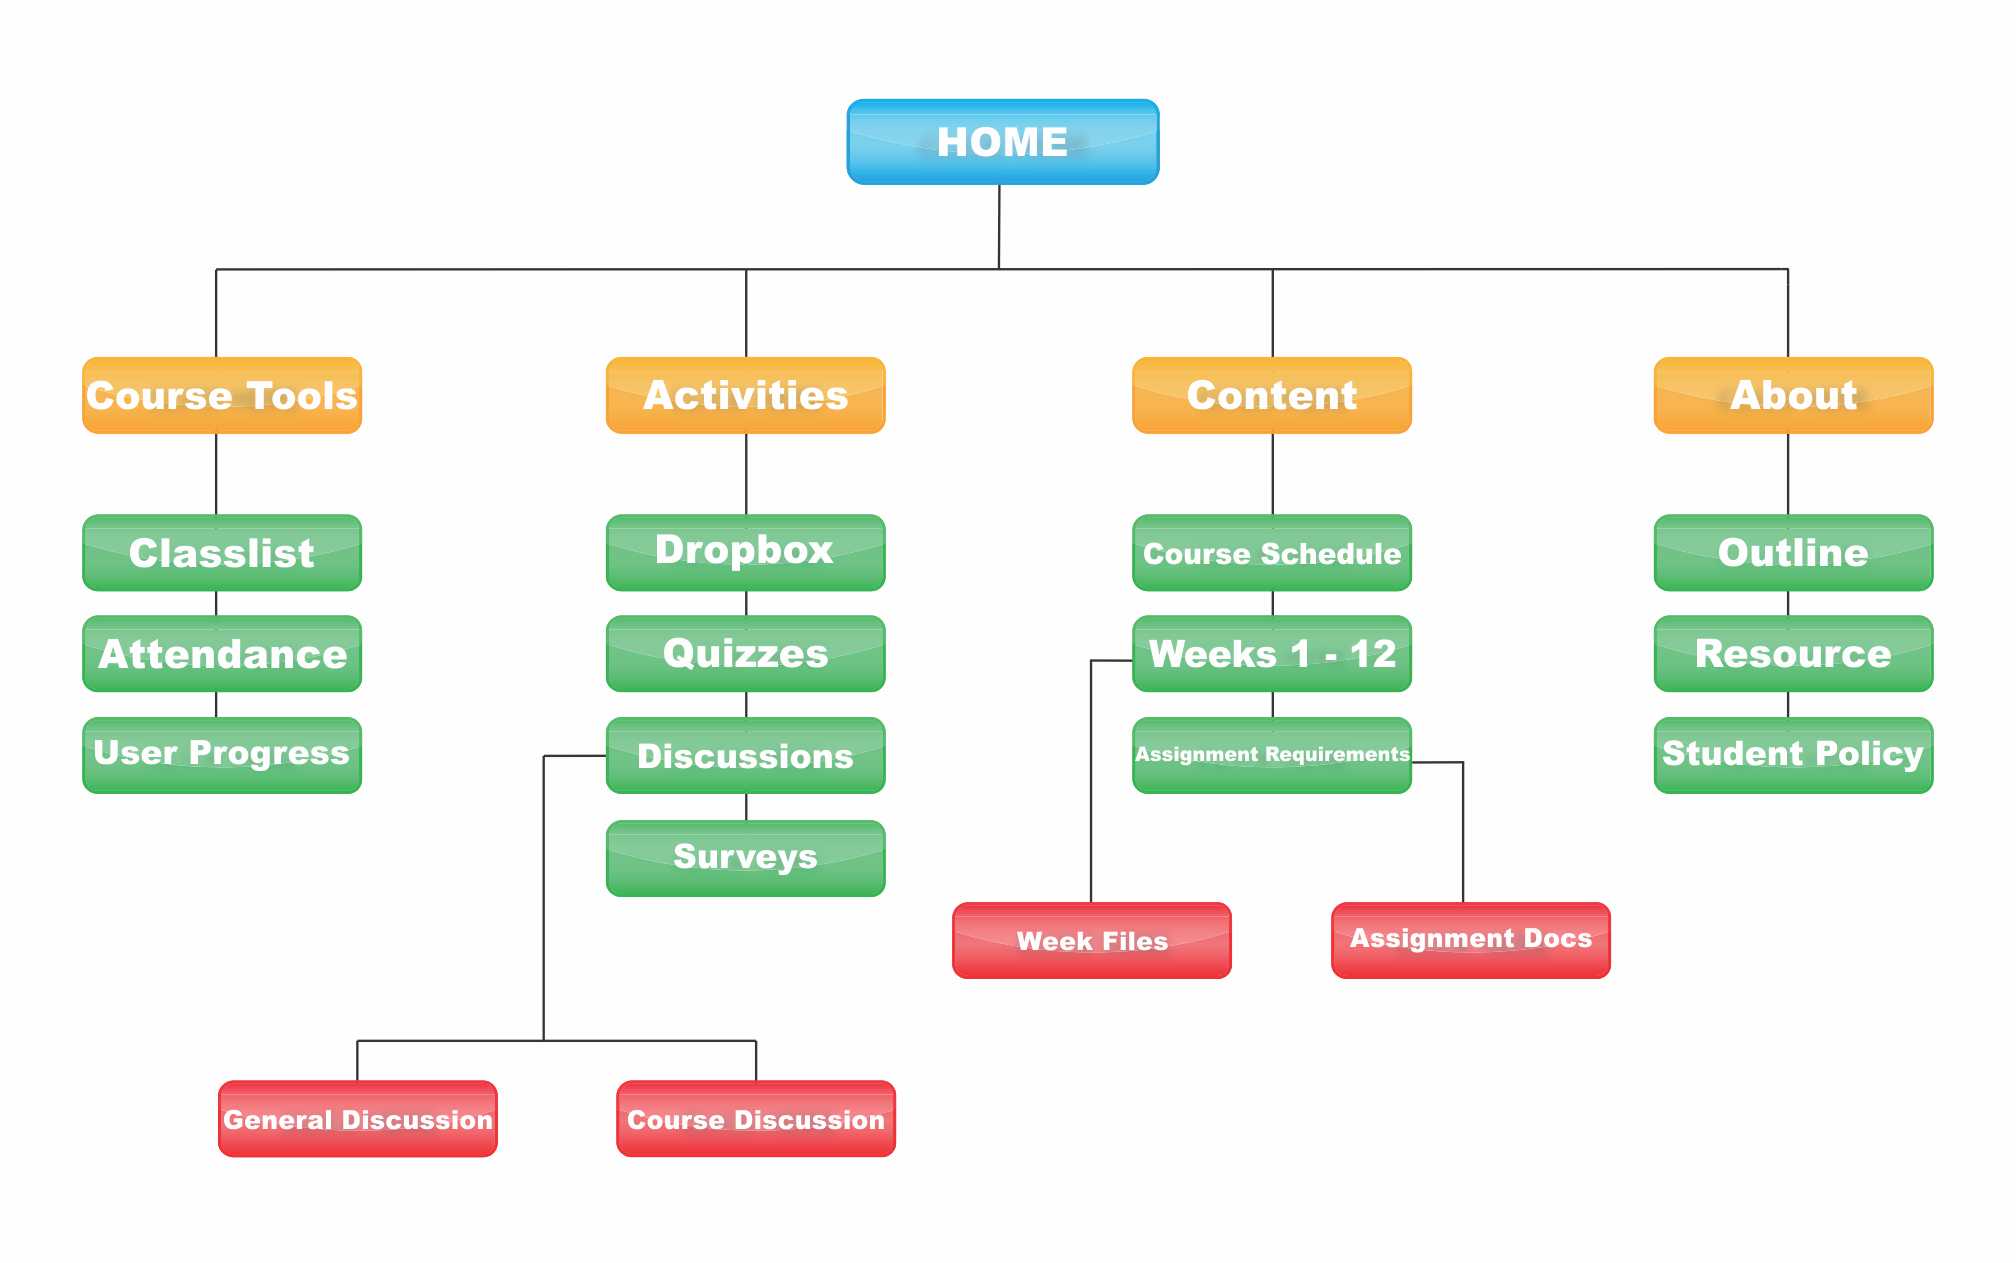 HOME
Course Tools
Activities
Content
About
Classlist
Dropbox
Course Schedule
Outline
Attendance
Quizzes
Weeks 1 - 12
Resource
User Progress
Discussions
Assignment Requirements
Student Policy
Surveys
Week Files
Assignment Docs
General Discussion
Course Discussion